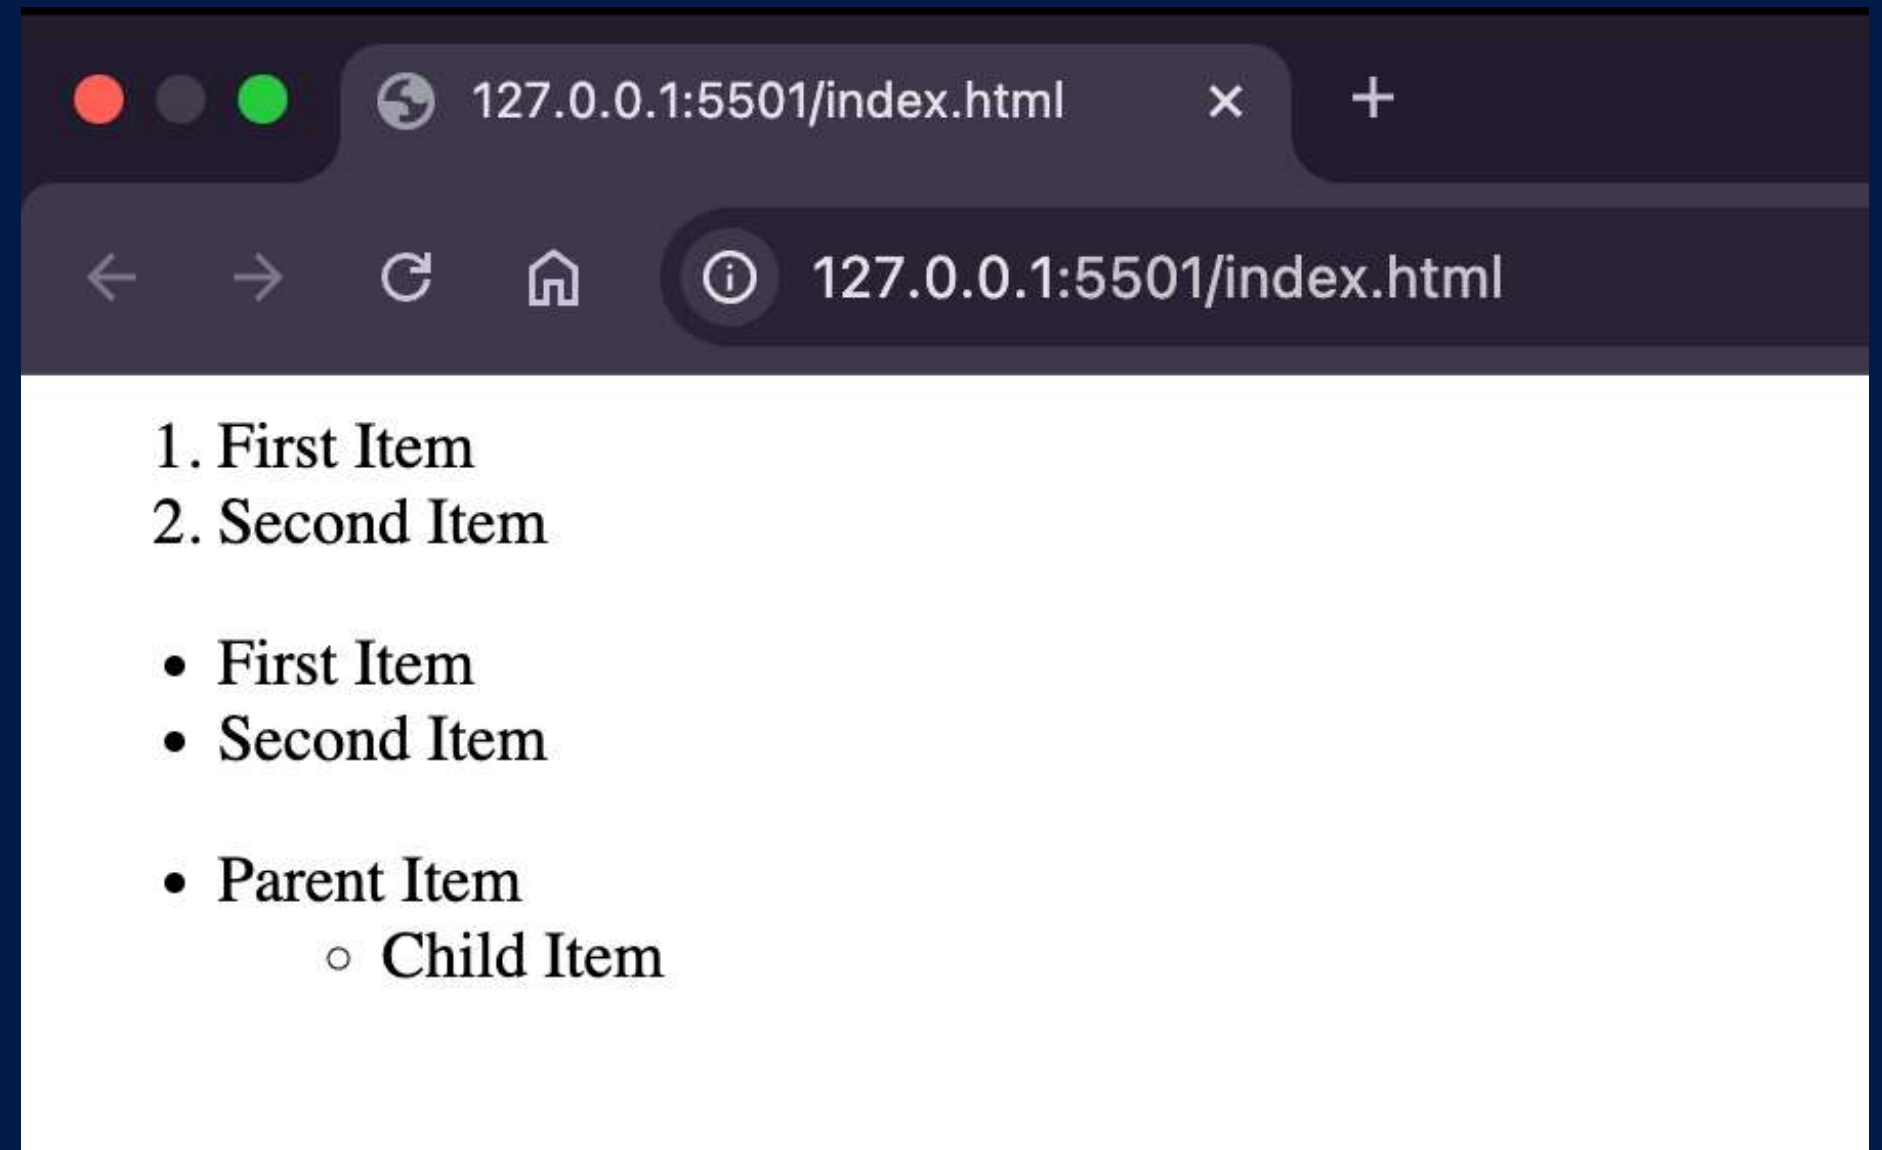 127.0.0.1:5501/index.html
127.0.0.1:5501/index.html
1. First Item
2. Second Item
• First Item
• Second Item
• Parent Item
◦ Child Item